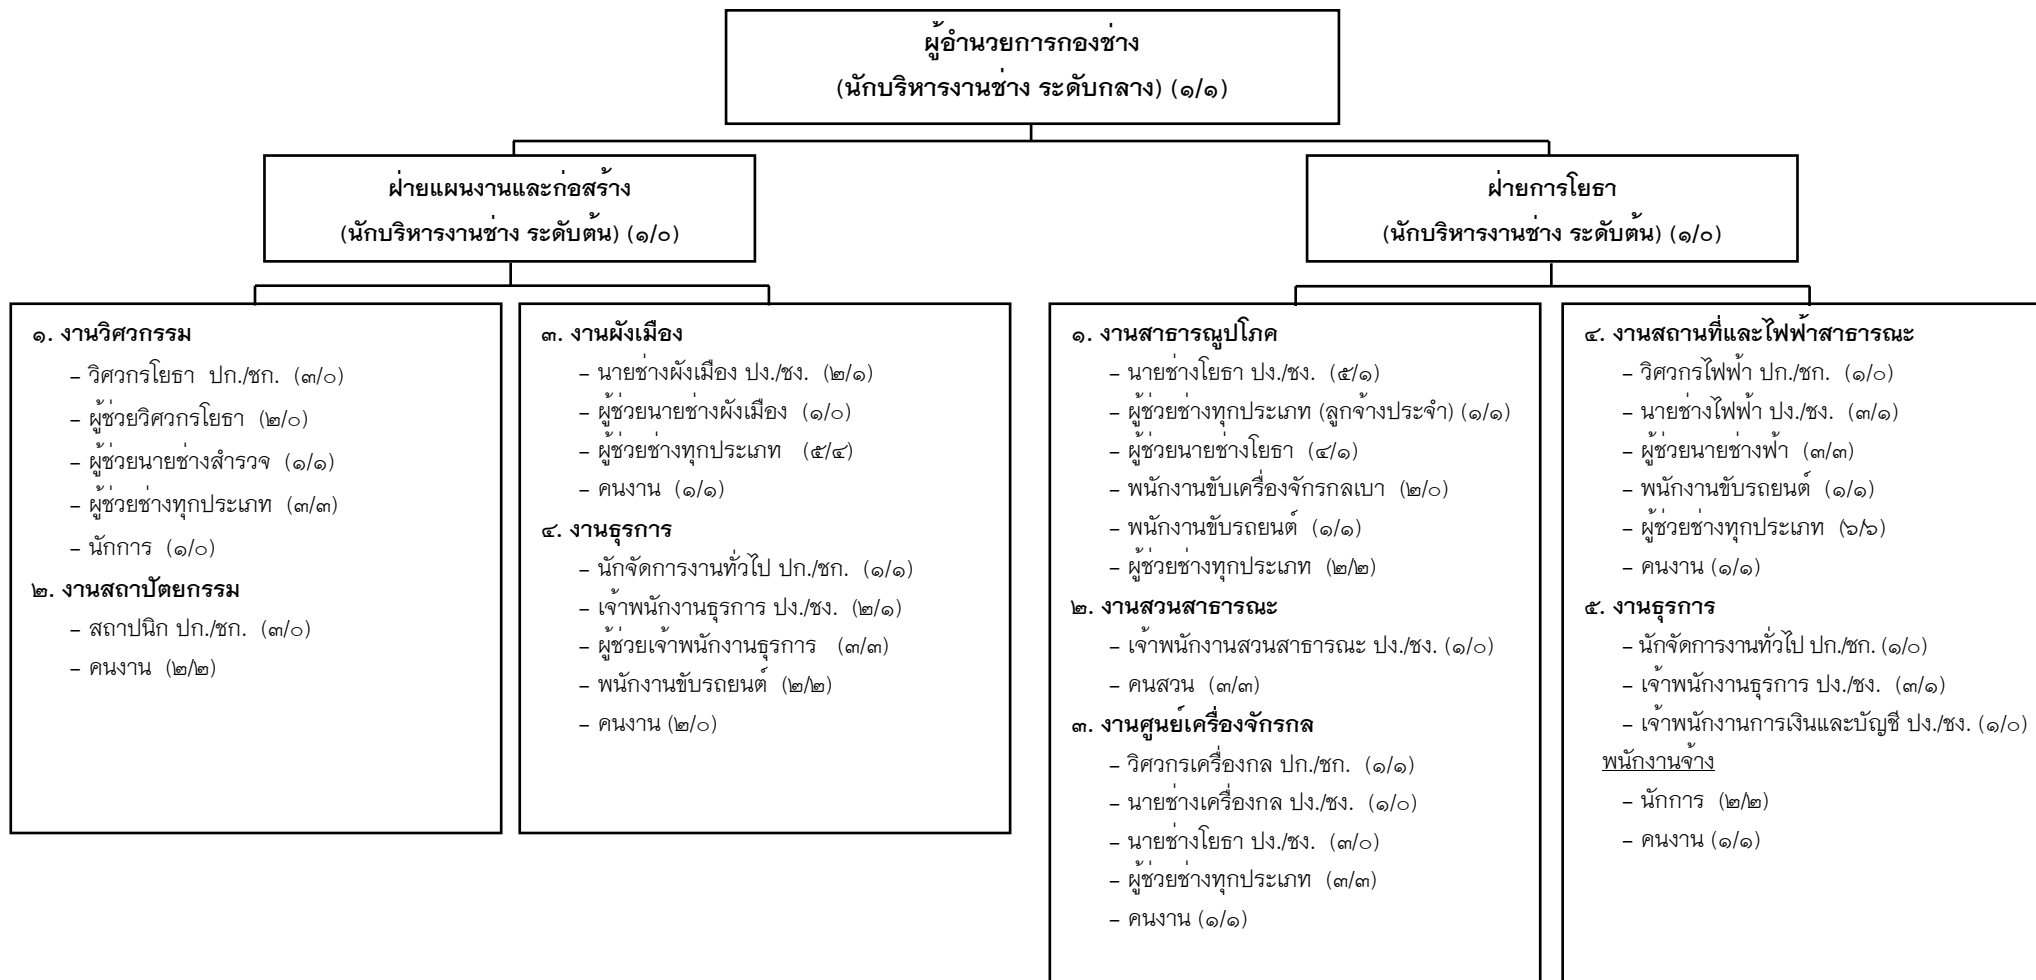 ผู้อำนวยการกองช่าง
(นักบริหารงานช่าง ระดับกลาง) (๑/๑)
ฝ่ายแผนงานและก่อสร้าง
(นักบริหารงานช่าง ระดับต้น) (๑/๐)
ฝ่ายการโยธา
(นักบริหารงานช่าง ระดับต้น) (๑/๐)
๑. งานวิศวกรรม
– วิศวกรโยธา ปก./ชก. (๓/๐)
– ผู้ช่วยวิศวกรโยธา (๒/๐)
– ผู้ช่วยนายช่างสำรวจ (๑/๑)
– ผู้ช่วยช่างทุกประเภท (๓/๓)
– นักการ (๑/๐)
๒. งานสถาปัตยกรรม
– สถาปนิก ปก./ชก. (๓/๐)
– คนงาน (๒/๒)
๓. งานผังเมือง
– นายช่างผังเมือง ปง./ชง. (๒/๑)
– ผู้ช่วยนายช่างผังเมือง (๑/๐)
– ผู้ช่วยช่างทุกประเภท (๕/๔)
– คนงาน (๑/๑)
๔. งานธุรการ
– นักจัดการงานทั่วไป ปก./ชก. (๑/๑)
– เจ้าพนักงานธุรการ ปง./ชง. (๒/๑)
– ผู้ช่วยเจ้าพนักงานธุรการ (๓/๓)
– พนักงานขับรถยนต์ (๒/๒)
– คนงาน (๒/๐)
๑. งานสาธารณูปโภค
– นายช่างโยธา ปง./ชง. (๕/๑)
– ผู้ช่วยช่างทุกประเภท (ลูกจ้างประจำ) (๑/๑)
– ผู้ช่วยนายช่างโยธา (๔/๑)
– พนักงานขับเครื่องจักรกลเบา (๒/๐)
– พนักงานขับรถยนต์ (๑/๑)
– ผู้ช่วยช่างทุกประเภท (๒/๒)
๒. งานสวนสาธารณะ
– เจ้าพนักงานสวนสาธารณะ ปง./ชง. (๑/๐)
– คนสวน (๓/๓)
๓. งานศูนย์เครื่องจักรกล
– วิศวกรเครื่องกล ปก./ชก. (๑/๑)
– นายช่างเครื่องกล ปง./ชง. (๑/๐)
– นายช่างโยธา ปง./ชง. (๓/๐)
– ผู้ช่วยช่างทุกประเภท (๓/๓)
– คนงาน (๑/๑)
๔. งานสถานที่และไฟฟ้าสาธารณะ
– วิศวกรไฟฟ้า ปก./ชก. (๑/๐)
– นายช่างไฟฟ้า ปง./ชง. (๓/๑)
– ผู้ช่วยนายช่างฟ้า (๓/๓)
– พนักงานขับรถยนต์ (๑/๑)
– ผู้ช่วยช่างทุกประเภท (๖/๖)
– คนงาน (๑/๑)
๕. งานธุรการ
– นักจัดการงานทั่วไป ปก./ชก. (๑/๐)
– เจ้าพนักงานธุรการ ปง./ชง. (๓/๑)
– เจ้าพนักงานการเงินและบัญชี ปง./ชง. (๑/๐)
พนักงานจ้าง
– นักการ (๒/๒)
– คนงาน (๑/๑)